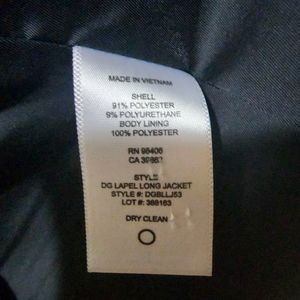 MADE IN VIETNAM
SHELL
91% POLYESTER
9% POLYURETHANE
BODY LINING
100% POLYESTER
RN 98406
CA 39883
STYLE
DG LAPEL LONG JACKET
STYLE #: DGBLLJ53
LOT #: 388163
DRY CLEAN